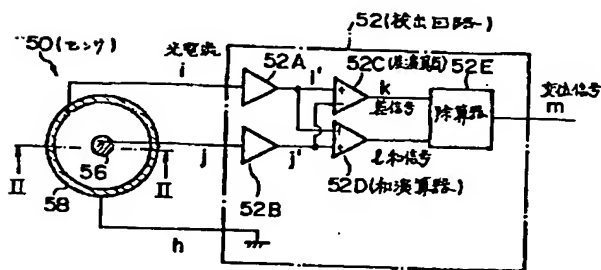 50(センサ)
光電流
52(検出回路)
52A
i
i'
52C(差演算器)
k
差信号
52E
除算器
変位信号
m
II
56
II
58
j
j'
52B
ℓ和信号
52D(和演算器)
h